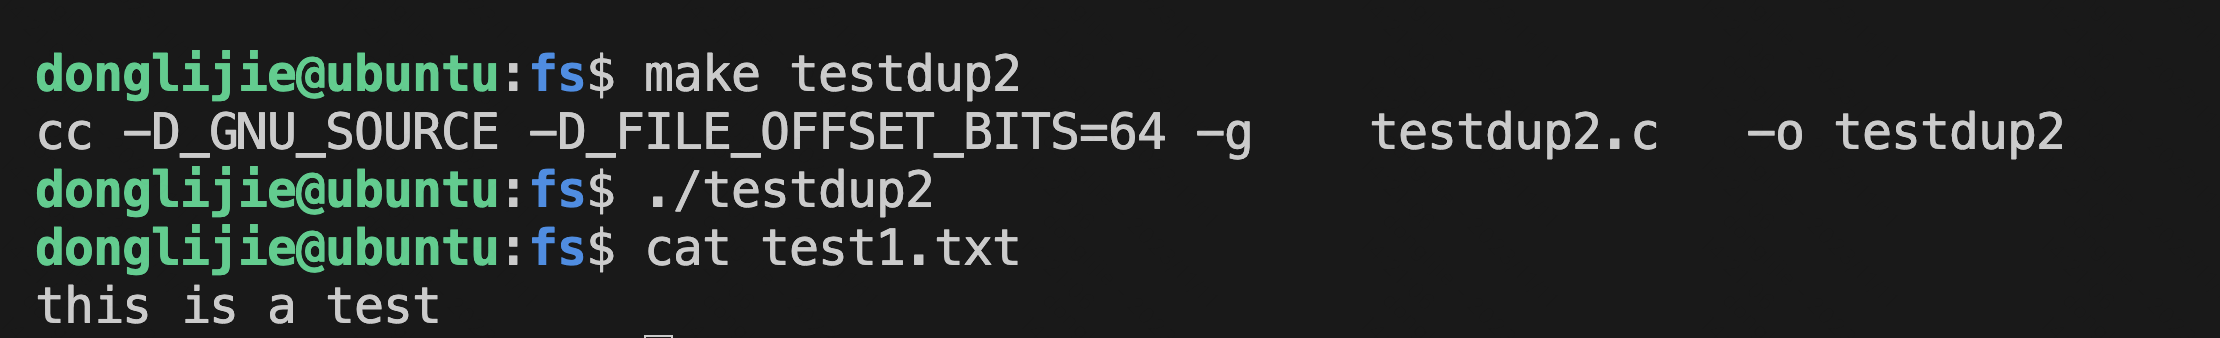 donglijie@ubuntu:fs$ make testdup2
cc -D_GNU_SOURCE -D_FILE_OFFSET_BITS=64 -g    testdup2.c   -o testdup2
donglijie@ubuntu:fs$ ./testdup2
donglijie@ubuntu:fs$ cat test1.txt
this is a test